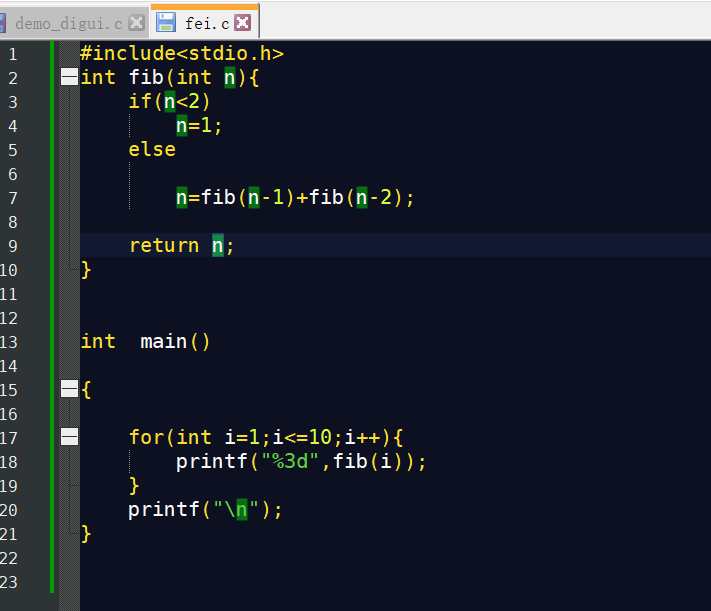 demo_digui.c fei.c
1 #include<stdio.h>
2 int fib(int n){
3     if(n<2)
4         n=1;
5     else
6
7         n=fib(n-1)+fib(n-2);
8
9     return n;
10 }
11
12
13 int  main()
14
15 {
16
17     for(int i=1;i<=10;i++){
18         printf("%3d",fib(i));
19     }
20     printf("\n");
21 }
22
23